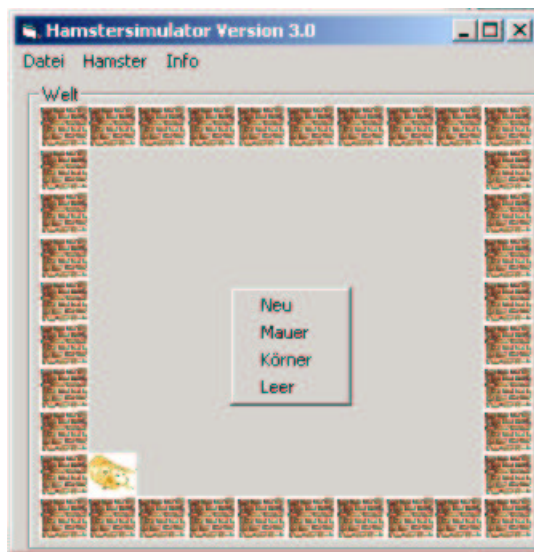 Hamstersimulator Version 3.0
Datei Hamster Info
Welt
Neu
Mauer
Körner
Leer